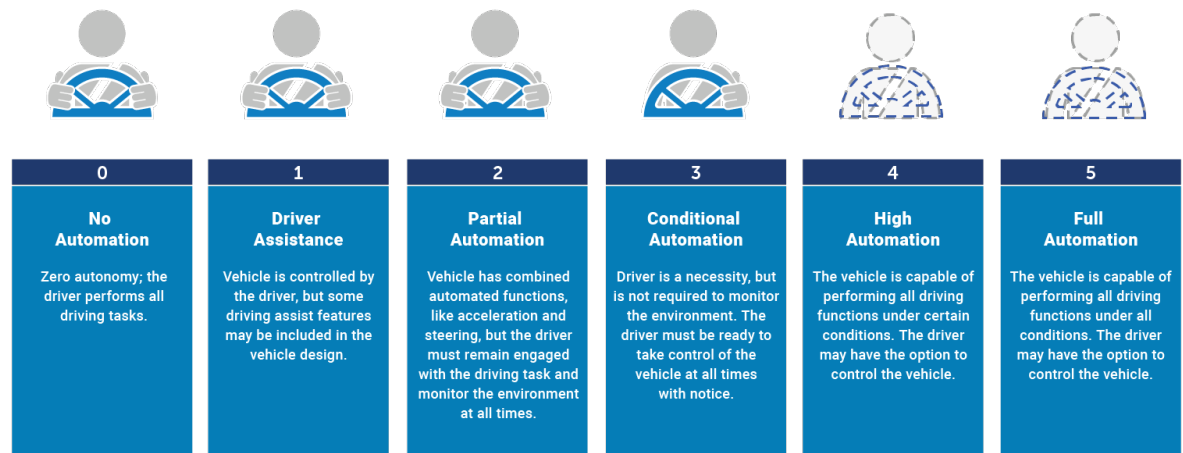 0
No
Automation
Zero autonomy; the
driver performs all
driving tasks.
1
Driver
Assistance
Vehicle is controlled by
the driver, but some
driving assist features
may be included in the
vehicle design.
2
Partial
Automation
Vehicle has combined
automated functions,
like acceleration and
steering, but the driver
must remain engaged
with the driving task and
monitor the environment
at all times.
3
Conditional
Automation
Driver is a necessity, but
is not required to monitor
the environment. The
driver must be ready to
take control of the
vehicle at all times
with notice.
4
High
Automation
The vehicle is capable of
performing all driving
functions under certain
conditions. The driver
may have the option to
control the vehicle.
5
Full
Automation
The vehicle is capable of
performing all driving
functions under all
conditions. The driver
may have the option to
control the vehicle.